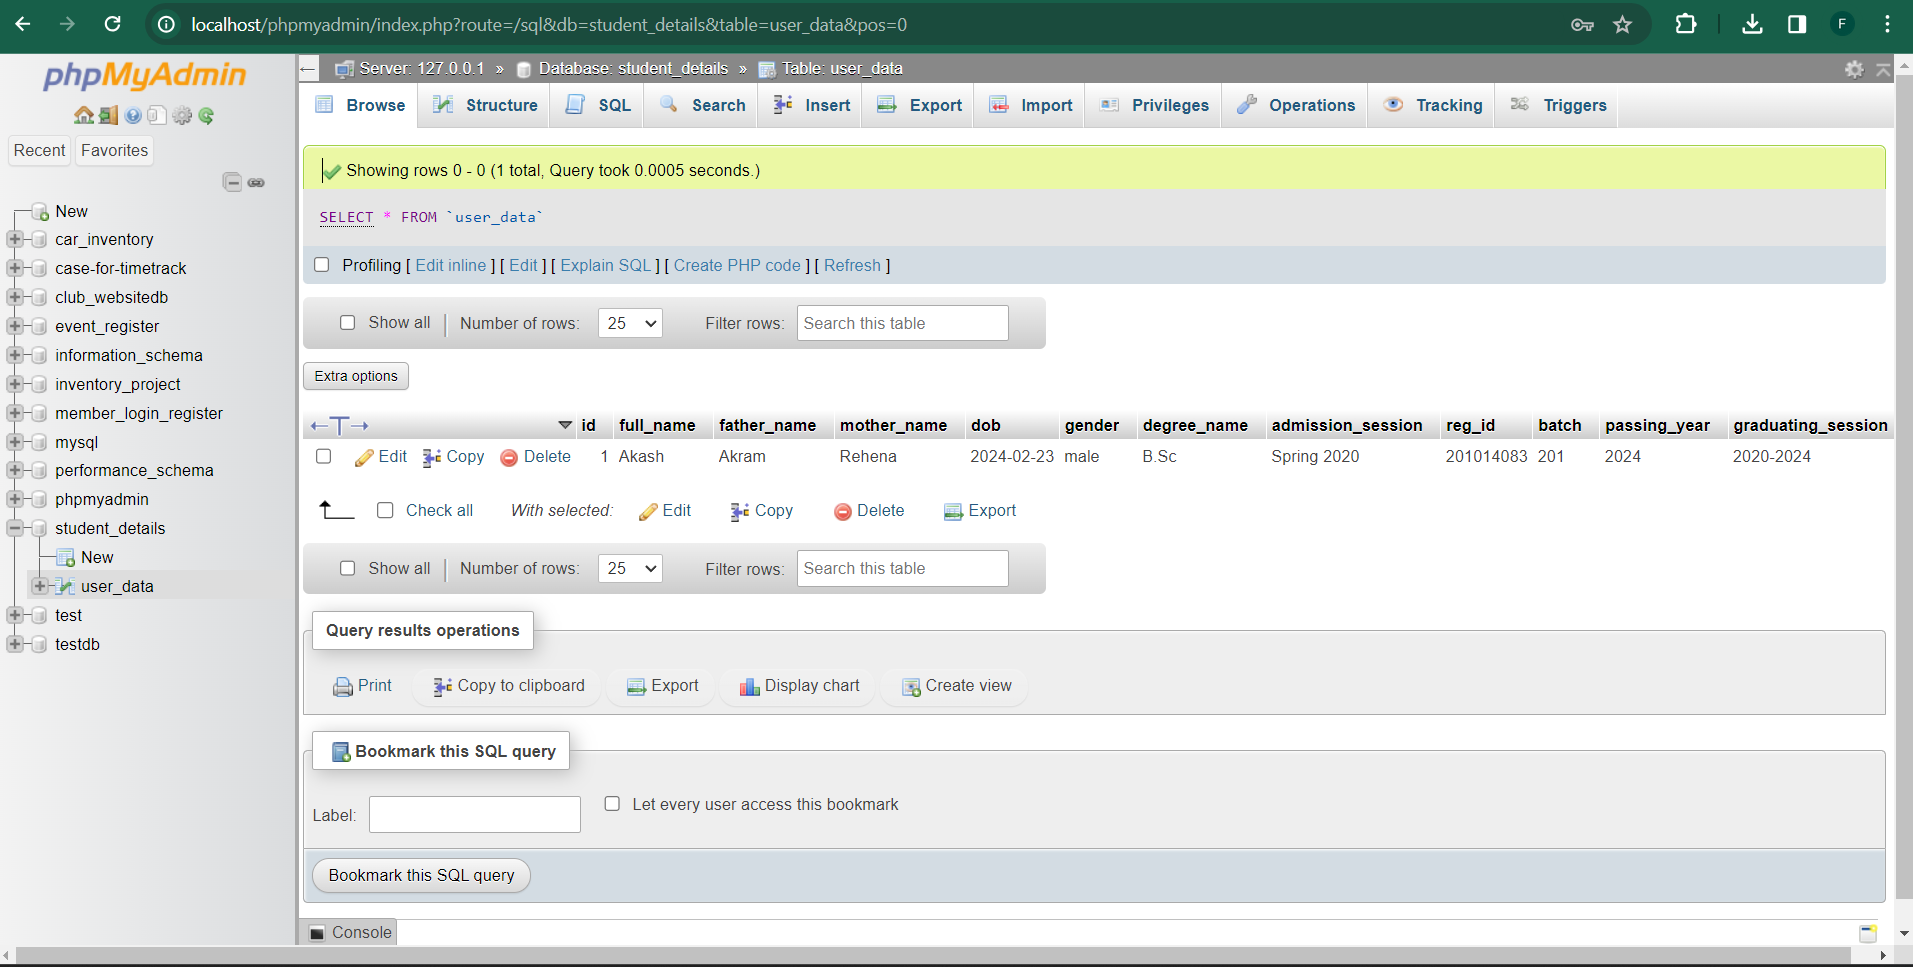 localhost/phpmyadmin/index.php?route=/sql&db=student_details&table=user_data&pos=0
F
phpMyAdmin
Recent Favorites
New
car_inventory
case-for-timetrack
club_websitedb
event_register
information_schema
inventory_project
member_login_register
mysql
performance_schema
phpmyadmin
student_details
New
user_data
test
testdb
Server: 127.0.0.1 » Database: student_details » Table: user_data
Browse Structure SQL Search Insert Export Import Privileges Operations Tracking Triggers
Showing rows 0 - 0 (1 total, Query took 0.0005 seconds.)
SELECT * FROM `user_data`
Profiling [ Edit inline ] [ Edit ] [ Explain SQL ] [ Create PHP code ] [ Refresh ]
Show all Number of rows: 25 Filter rows: Search this table
Extra options
←T→ id full_name father_name mother_name dob gender degree_name admission_session reg_id batch passing_year graduating_session
Edit Copy Delete 1 Akash Akram Rehena 2024-02-23 male B.Sc Spring 2020 201014083 201 2024 2020-2024
Check all With selected: Edit Copy Delete Export
Show all Number of rows: 25 Filter rows: Search this table
Query results operations
Print Copy to clipboard Export Display chart Create view
Bookmark this SQL query
Label: Let every user access this bookmark
Bookmark this SQL query
Console